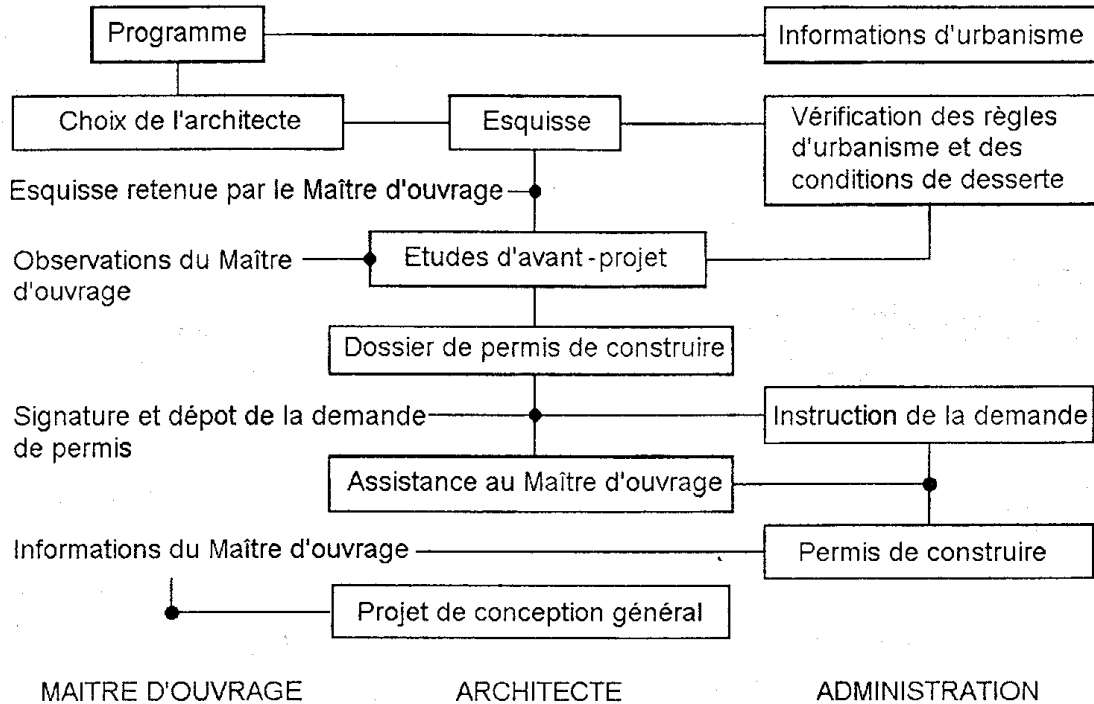 Programme
Informations d'urbanisme
Choix de l'architecte
Esquisse
Vérification des règles
d'urbanisme et des
conditions de desserte
Esquisse retenue par le Maître d'ouvrage
Observations du Maître
d'ouvrage
Etudes d'avant-projet
Dossier de permis de construire
Signature et dépot de la demande
de permis
Instruction de la demande
Assistance au Maître d'ouvrage
Informations du Maître d'ouvrage
Permis de construire
Projet de conception général
MAITRE D'OUVRAGE
ARCHITECTE
ADMINISTRATION